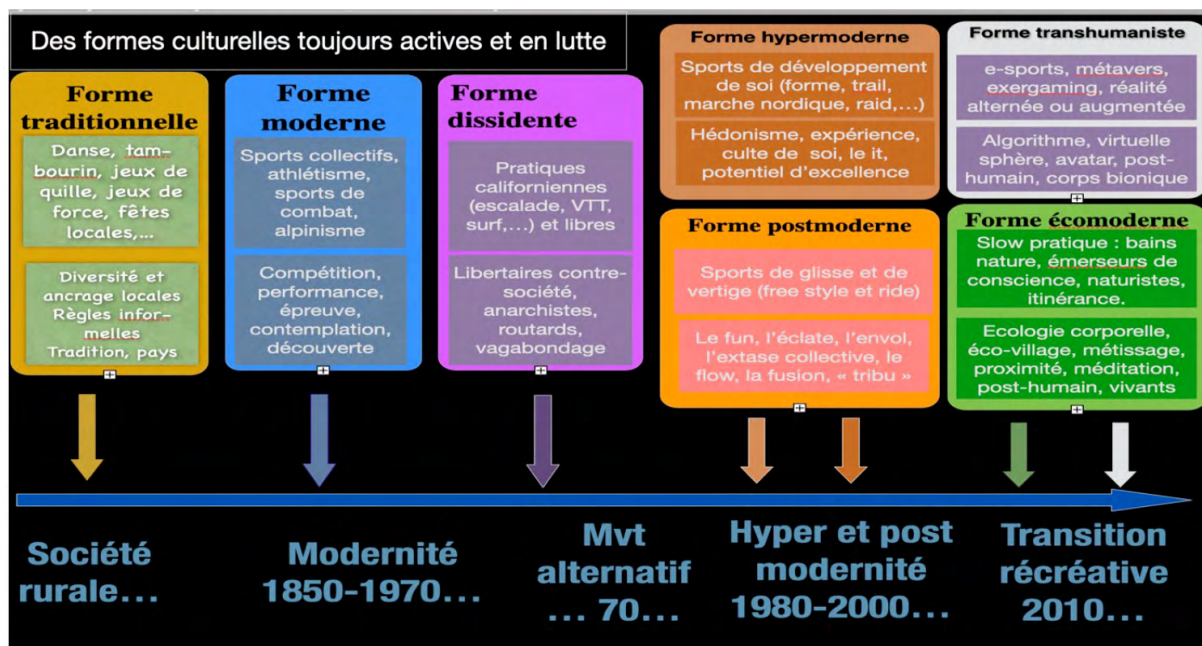 Des formes culturelles toujours actives et en lutte
Forme
traditionnelle
Danse, tam-
bourin, jeux de
quille, jeux de
force, fêtes
locales,...
Diversité et
ancrage locales
Règles infor-
melles
Tradition, pays
Forme
moderne
Sports collectifs,
athlétisme,
sports de
combat,
alpinisme
Compétition,
performance,
épreuve,
contemplation,
découverte
Forme
dissidente
Pratiques
californiennes
(escalade, VTT,
surf,...) et libres
Libertaires contre-
société,
anarchistes,
routards,
vagabondage
Forme hypermoderne
Sports de développement
de soi (forme, trail,
marche nordique, raid,...)
Hédonisme, expérience,
culte de soi, le it,
potentiel d'excellence
Forme postmoderne
Sports de glisse et de
vertige (free style et ride)
Le fun, l'éclate, l'envol,
l'extase collective, le
flow, la fusion, « tribu »
Forme transhumaniste
e-sports, métavers,
exergaming, réalité
alternée ou augmentée
Algorithme, virtuelle
sphère, avatar, post-
humain, corps bionique
Forme écomoderne
Slow pratique : bains
nature, émerseurs de
conscience, naturistes,
itinérance.
Ecologie corporelle,
éco-village, métissage,
proximité, méditation,
post-humain, vivants
Société
rurale...
Modernité
1850-1970...
Mvt
alternatif
... 70...
Hyper et post
modernité
1980-2000...
Transition
récréative
2010...